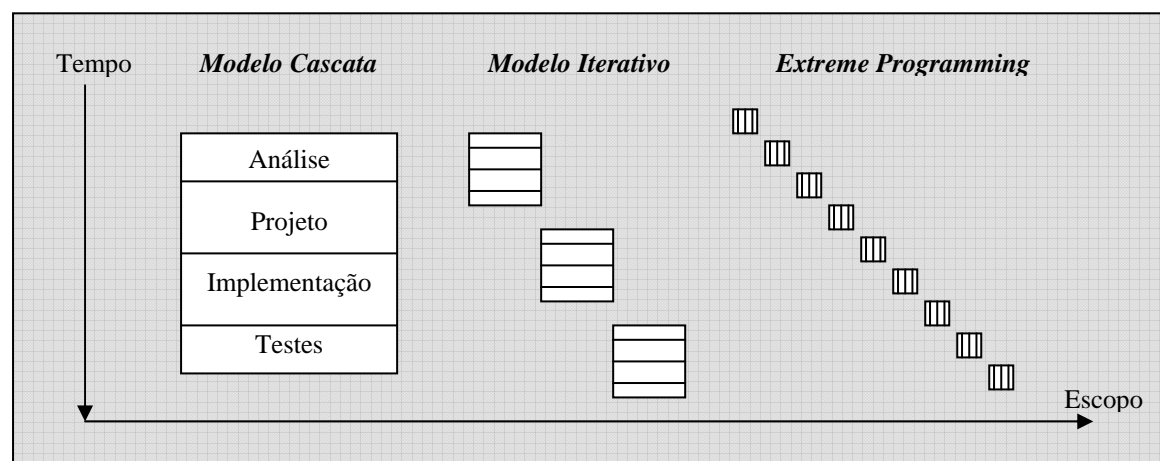 Tempo
Modelo Cascata
Modelo Iterativo
Extreme Programming
Análise
Projeto
Implementação
Testes
Escopo